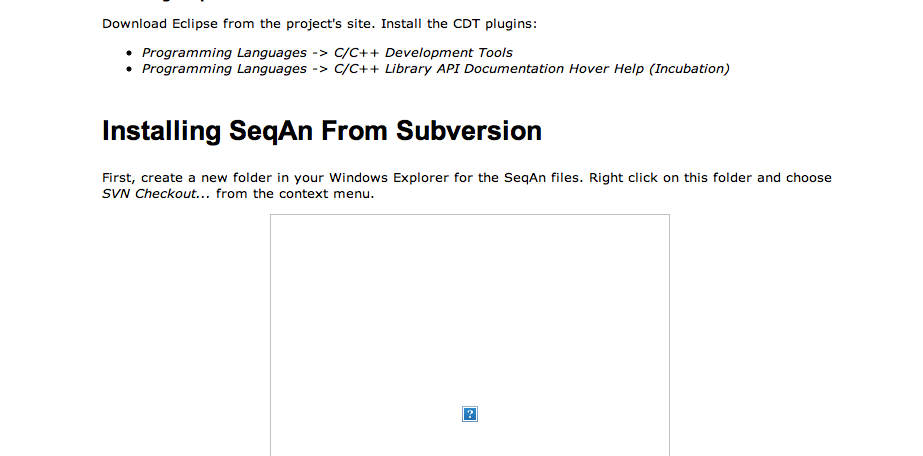 Download Eclipse from the project's site. Install the CDT plugins:
• Programming Languages -> C/C++ Development Tools
• Programming Languages -> C/C++ Library API Documentation Hover Help (Incubation)
Installing SeqAn From Subversion
First, create a new folder in your Windows Explorer for the SeqAn files. Right click on this folder and choose
SVN Checkout... from the context menu.
?